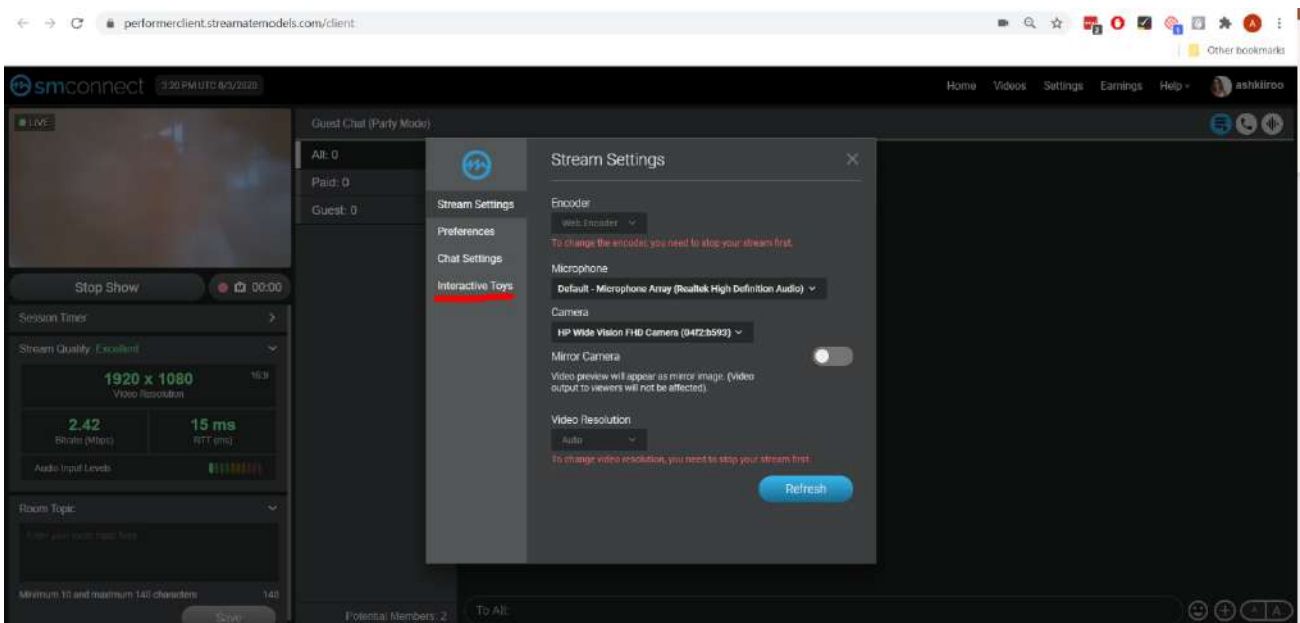 performerclient.streamatemodels.com/client
Other bookmarks
smconnect
3:20 PM UTC 8/3/2020
Home Videos Settings Earnings Help ashkiiroo
LIVE
Guest Chat (Party Mode)
All: 0
Paid: 0
Guest: 0
Stream Settings
Preferences
Chat Settings
Interactive Toys
Stream Settings
Encoder
Web Encoder
To change the encoder, you need to stop your stream first.
Microphone
Default - Microphone Array (Realtek High Definition Audio)
Camera
HP Wide Vision FHD Camera (04f2:b593)
Mirror Camera
Video preview will appear as mirror image. (Video
output to viewers will not be affected).
Video Resolution
Auto
To change video resolution, you need to stop your stream first.
Refresh
Stop Show
00:00
Session Timer
Stream Quality: Excellent
1920 x 1080
16:9
Video Resolution
2.42
15 ms
Bitrate (Mbps)
RTT (ms)
Audio Input Levels
Room Topic
Enter your room topic here
Minimum 10 and maximum 140 characters
140
Save
Potential Members: 2
To All:
A A